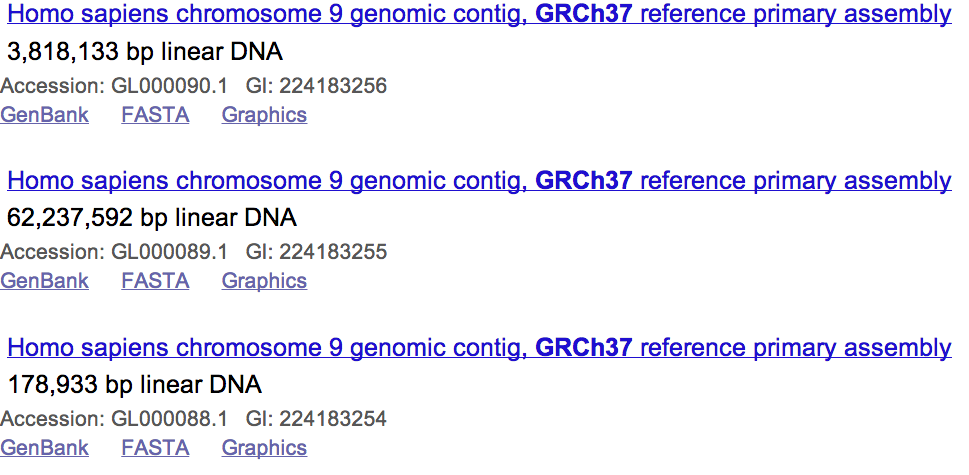 Homo sapiens chromosome 9 genomic contig, GRCh37 reference primary assembly
3,818,133 bp linear DNA
Accession: GL000090.1 GI: 224183256
GenBank FASTA Graphics
Homo sapiens chromosome 9 genomic contig, GRCh37 reference primary assembly
62,237,592 bp linear DNA
Accession: GL000089.1 GI: 224183255
GenBank FASTA Graphics
Homo sapiens chromosome 9 genomic contig, GRCh37 reference primary assembly
178,933 bp linear DNA
Accession: GL000088.1 GI: 224183254
GenBank FASTA Graphics